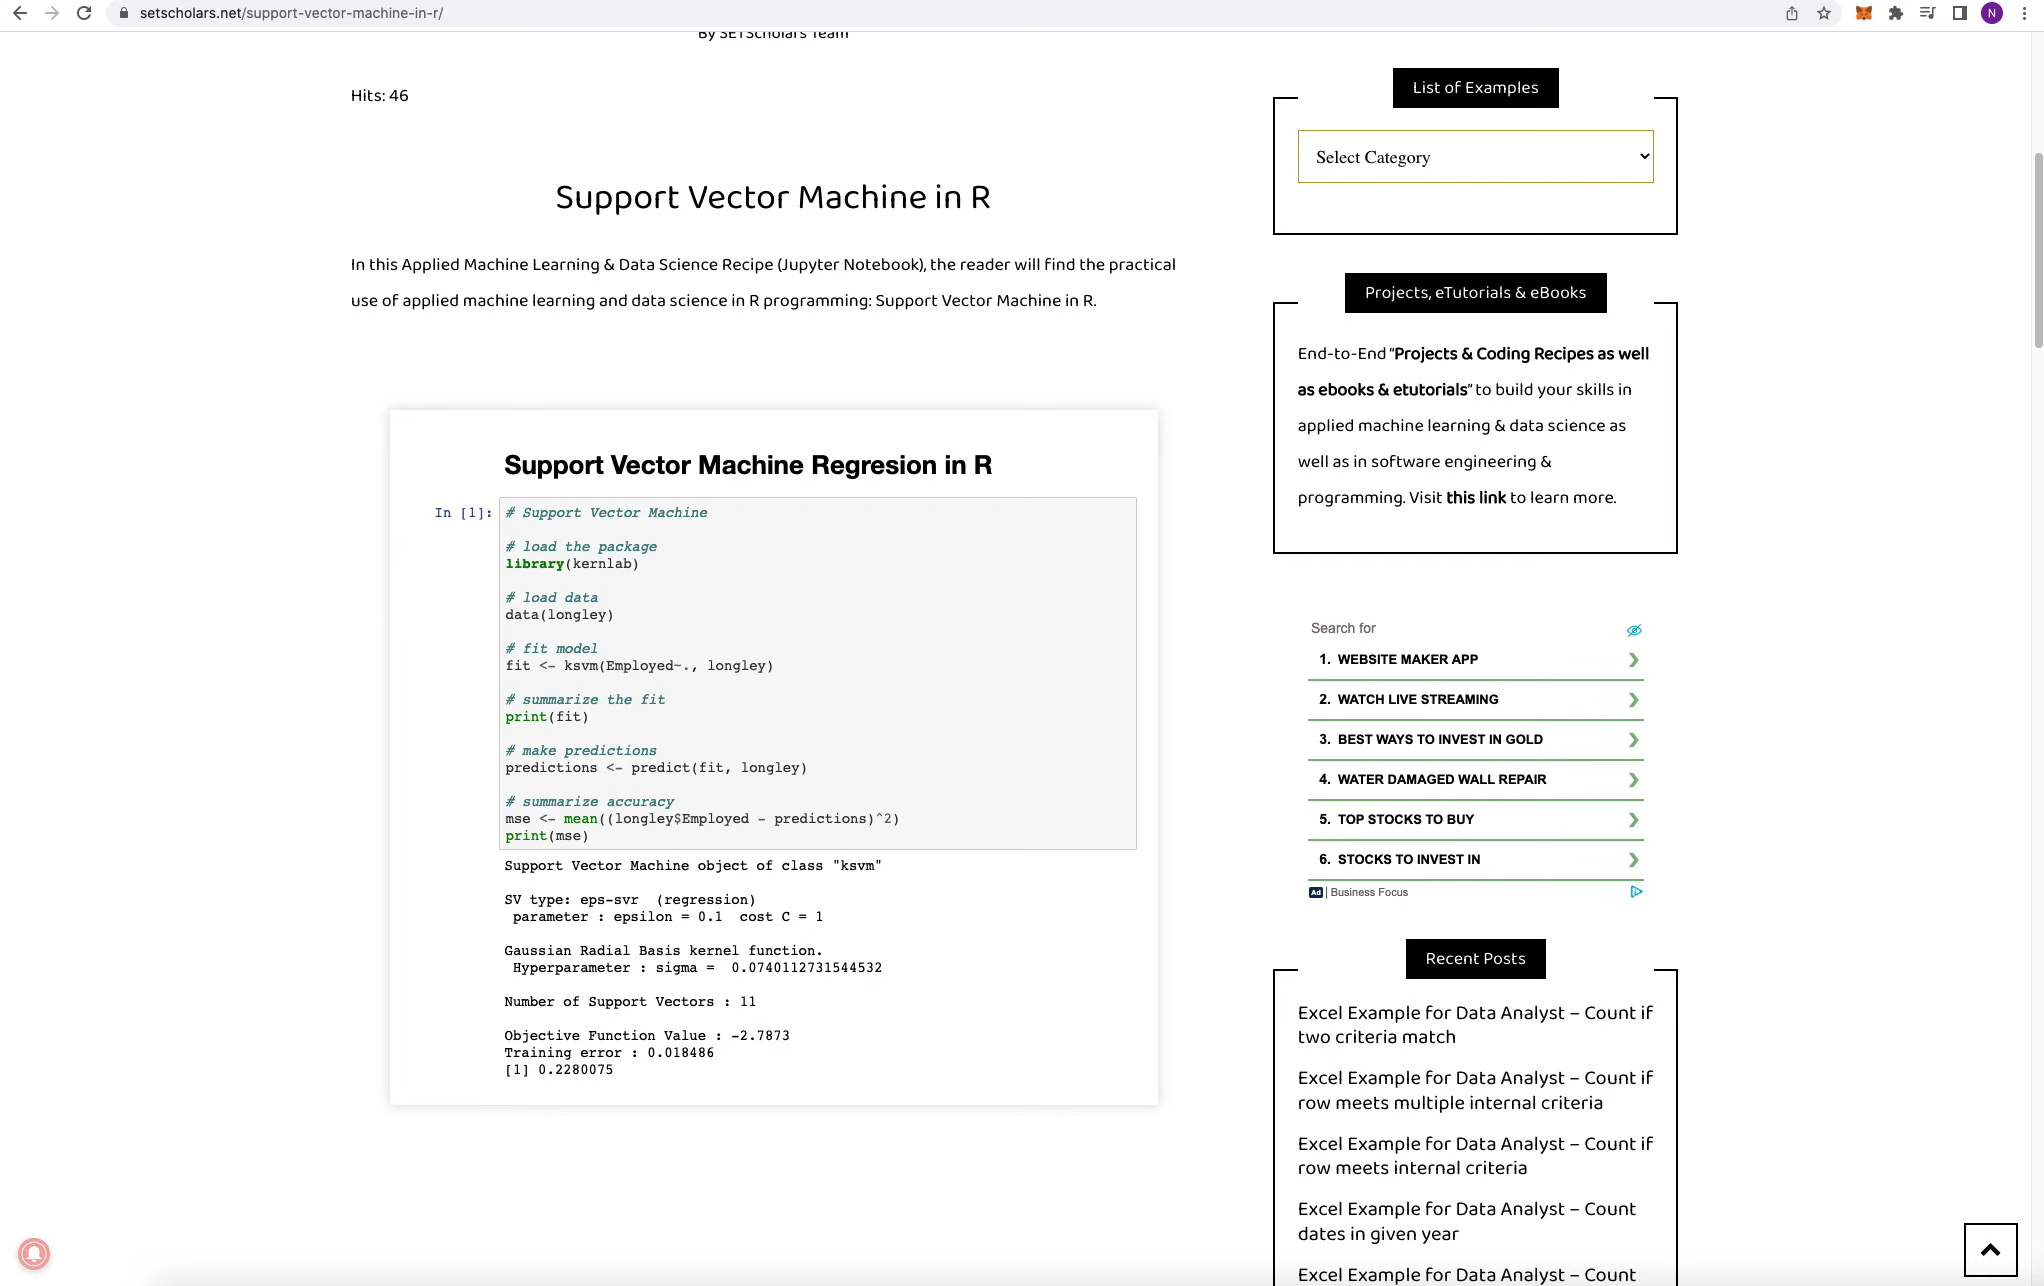 setscholars.net/support-vector-machine-in-r/
N
By SETScholars Team
Hits: 46
Support Vector Machine in R
In this Applied Machine Learning & Data Science Recipe (Jupyter Notebook), the reader will find the practical
use of applied machine learning and data science in R programming: Support Vector Machine in R.
Support Vector Machine Regresion in R
In [1]: # Support Vector Machine
# load the package
library(kernlab)
# load data
data(longley)
# fit model
fit <- ksvm(Employed~., longley)
# summarize the fit
print(fit)
# make predictions
predictions <- predict(fit, longley)
# summarize accuracy
mse <- mean((longley$Employed - predictions)^2)
print(mse)
Support Vector Machine object of class "ksvm"
SV type: eps-svr  (regression)
 parameter : epsilon = 0.1  cost C = 1
Gaussian Radial Basis kernel function.
 Hyperparameter : sigma =  0.0740112731544532
Number of Support Vectors : 11
Objective Function Value : -2.7873
Training error : 0.018486
[1] 0.2280075
List of Examples
Select Category
Projects, eTutorials & eBooks
End-to-End "Projects & Coding Recipes as well
as ebooks & etutorials" to build your skills in
applied machine learning & data science as
well as in software engineering &
programming. Visit this link to learn more.
Search for
1. WEBSITE MAKER APP
2. WATCH LIVE STREAMING
3. BEST WAYS TO INVEST IN GOLD
4. WATER DAMAGED WALL REPAIR
5. TOP STOCKS TO BUY
6. STOCKS TO INVEST IN
Ad | Business Focus
Recent Posts
Excel Example for Data Analyst – Count if
two criteria match
Excel Example for Data Analyst – Count if
row meets multiple internal criteria
Excel Example for Data Analyst – Count if
row meets internal criteria
Excel Example for Data Analyst – Count
dates in given year
Excel Example for Data Analyst – Count